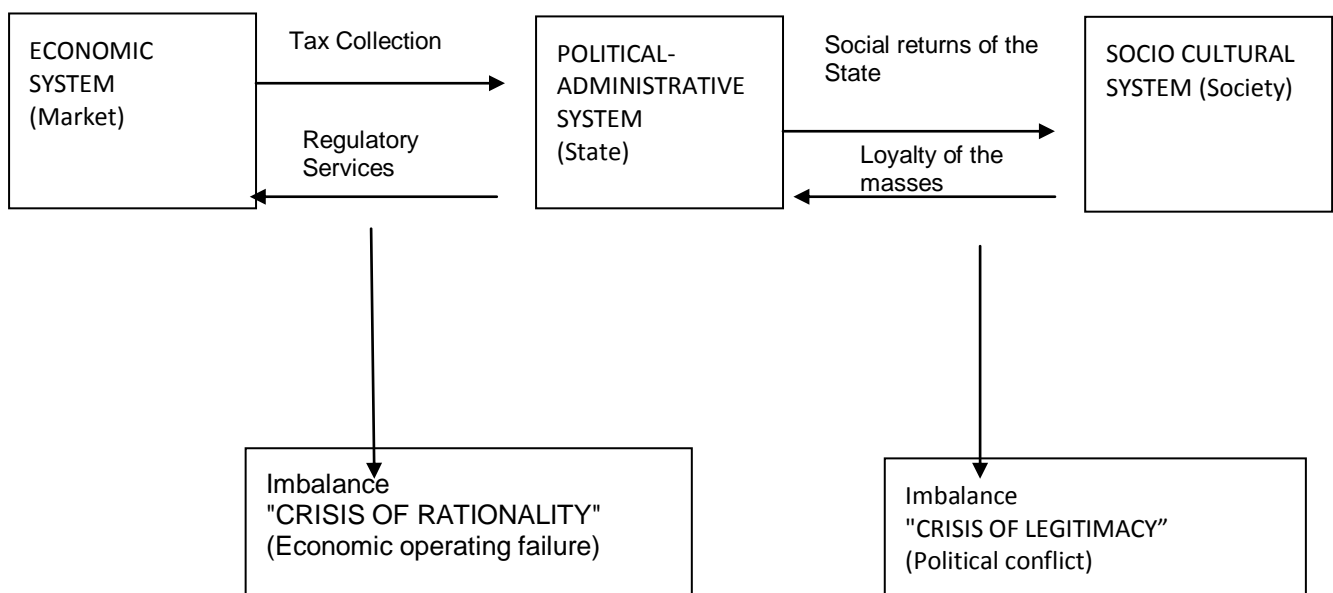 ECONOMIC
SYSTEM
(Market)
Tax Collection
Regulatory
Services
POLITICAL-
ADMINISTRATIVE
SYSTEM
(State)
Social returns of the
State
Loyalty of the
masses
SOCIO CULTURAL
SYSTEM (Society)
Imbalance
"CRISIS OF RATIONALITY"
(Economic operating failure)
Imbalance
"CRISIS OF LEGITIMACY”
(Political conflict)